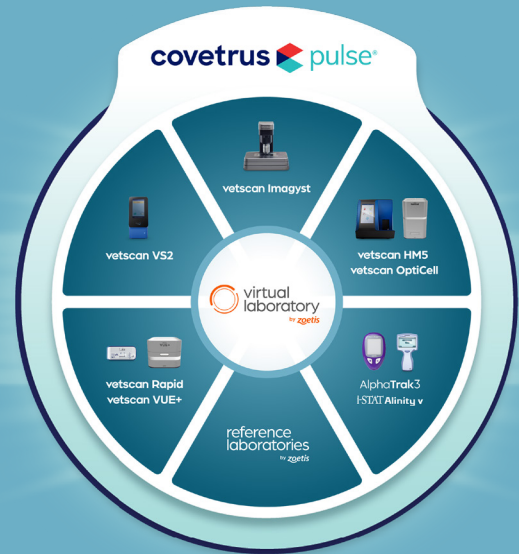 covetrus pulse®
vetscan Imagyst
vetscan VS2
vetscan HM5
vetscan OptiCell
virtual
laboratory
by zoetis
vetscan Rapid
vetscan VUE+
AlphaTrak3
i-STAT Alinity v
reference
laboratories
by zoetis